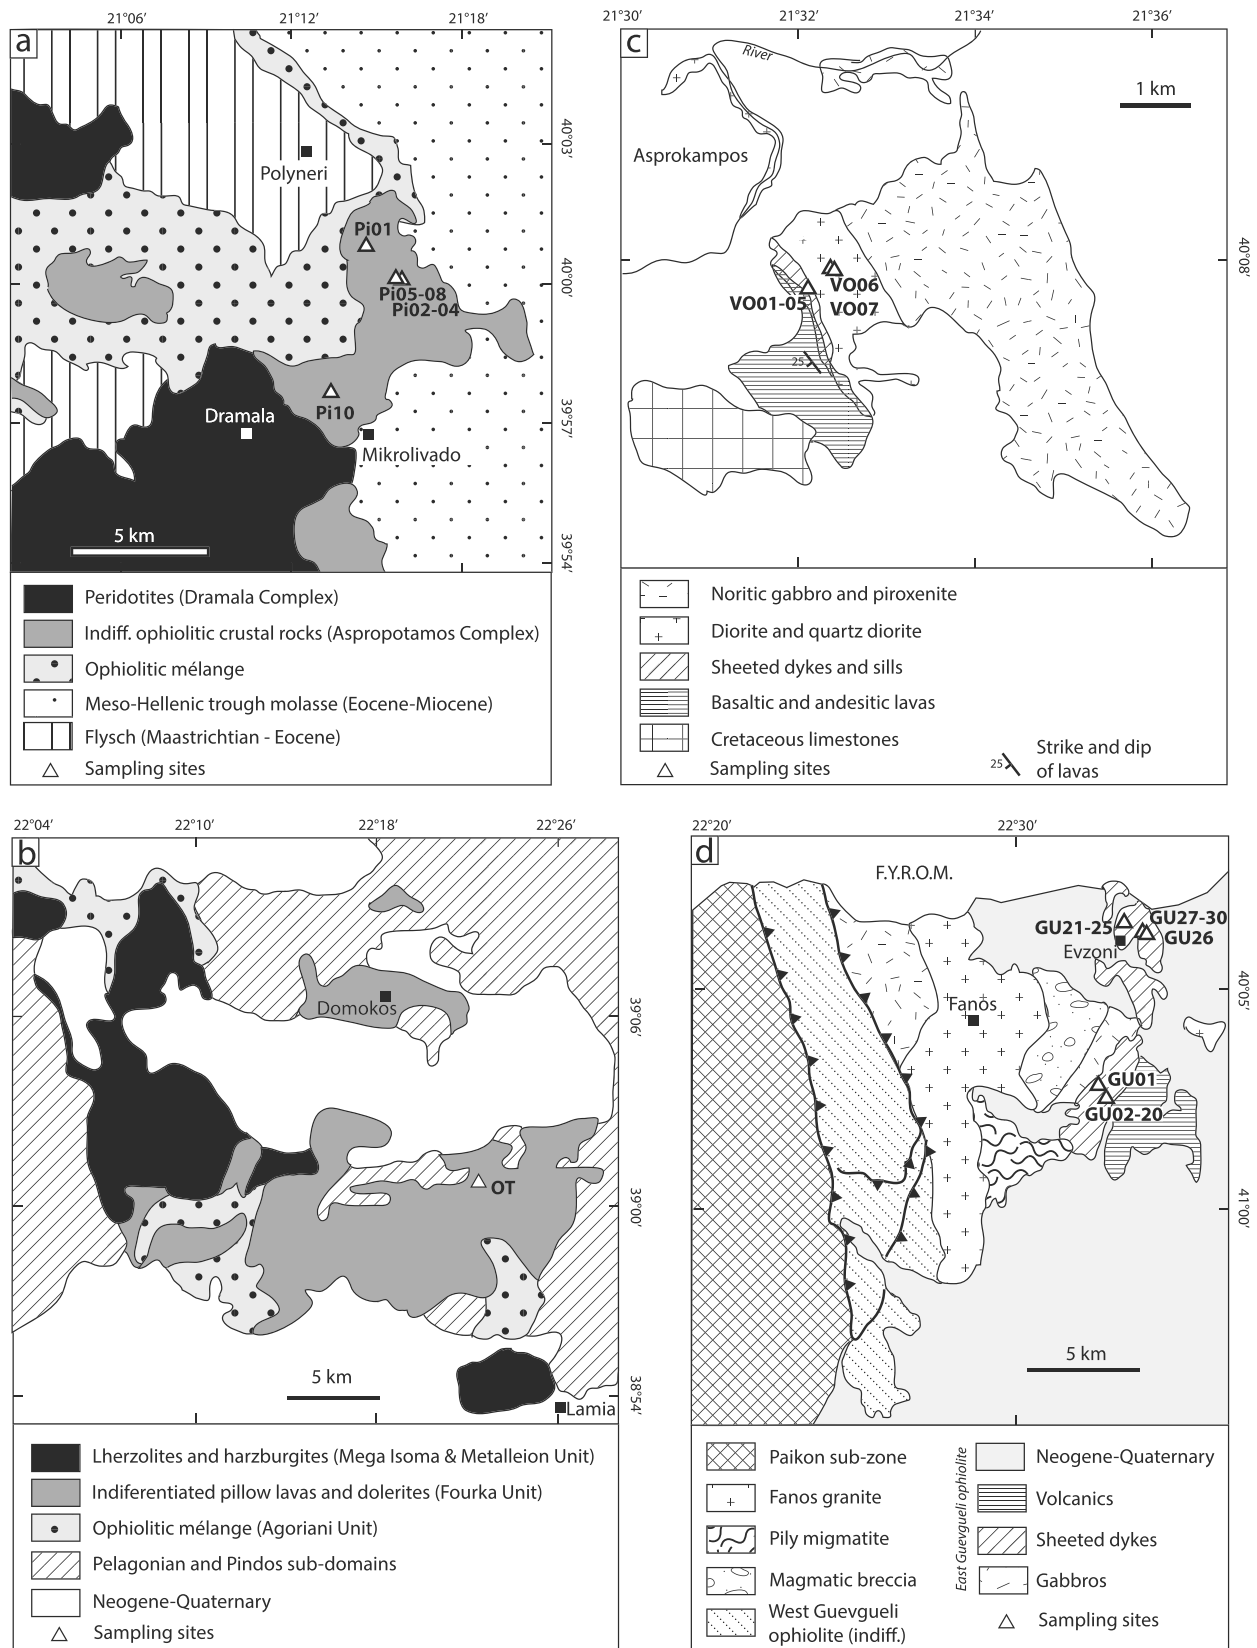 21°06′ 21°12′ 21°18′
a
Polyneri
Pi01
Pi05-08
Pi02-04
Pi10
Dramala
Mikrolivado
5 km
40°03′
40°00′
39°57′
39°54′
Peridotites (Dramala Complex)
Indiff. ophiolitic crustal rocks (Aspropotamos Complex)
Ophiolitic mélange
Meso-Hellenic trough molasse (Eocene-Miocene)
Flysch (Maastrichtian - Eocene)
Sampling sites
21°30′ 21°32′ 21°34′ 21°36′
c
River
1 km
Asprokampos
VO06
VO01-05
VO07
25
40°08′
Noritic gabbro and piroxenite
Diorite and quartz diorite
Sheeted dykes and sills
Basaltic and andesitic lavas
Cretaceous limestones
Sampling sites
25
Strike and dip
of lavas
22°04′ 22°10′ 22°18′ 22°26′
b
Domokos
OT
5 km
Lamia
39°06′
39°00′
38°54′
Lherzolites and harzburgites (Mega Isoma & Metalleion Unit)
Indiferentiated pillow lavas and dolerites (Fourka Unit)
Ophiolitic mélange (Agoriani Unit)
Pelagonian and Pindos sub-domains
Neogene-Quaternary
Sampling sites
22°20′ 22°30′
d
F.Y.R.O.M.
GU27-30
GU21-25
GU26
Evzoni
Fanos
GU01
GU02-20
5 km
40°05′
41°00′
Paikon sub-zone
Fanos granite
Pily migmatite
Magmatic breccia
West Guevgueli
ophiolite (indiff.)
East Guevgueli ophiolite
Neogene-Quaternary
Volcanics
Sheeted dykes
Gabbros
Sampling sites